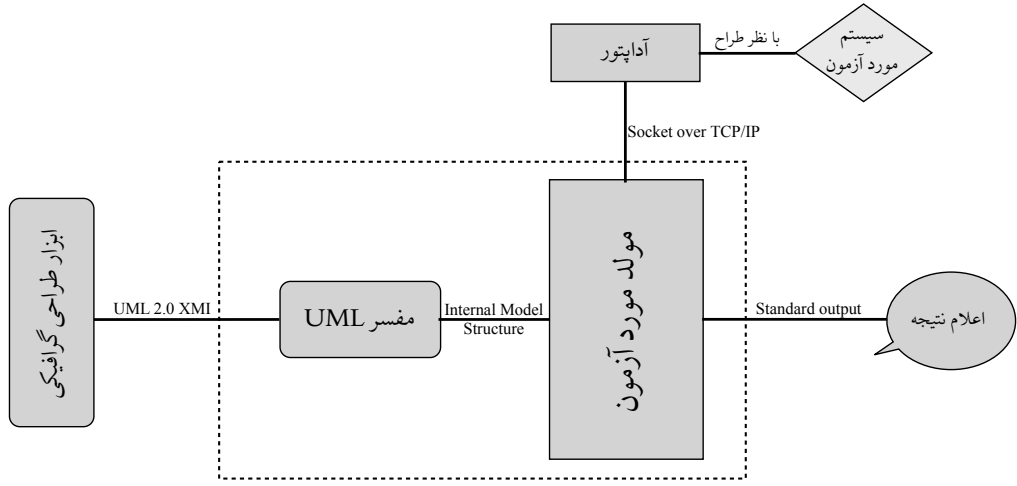 سیستم
مورد آزمون
با نظر طراح
آداپتور
Socket over TCP/IP
ابزار طراحی گرافیکی
UML 2.0 XMI
مفسر UML
Internal Model
Structure
مولد مورد آزمون
Standard output
اعلام نتیجه